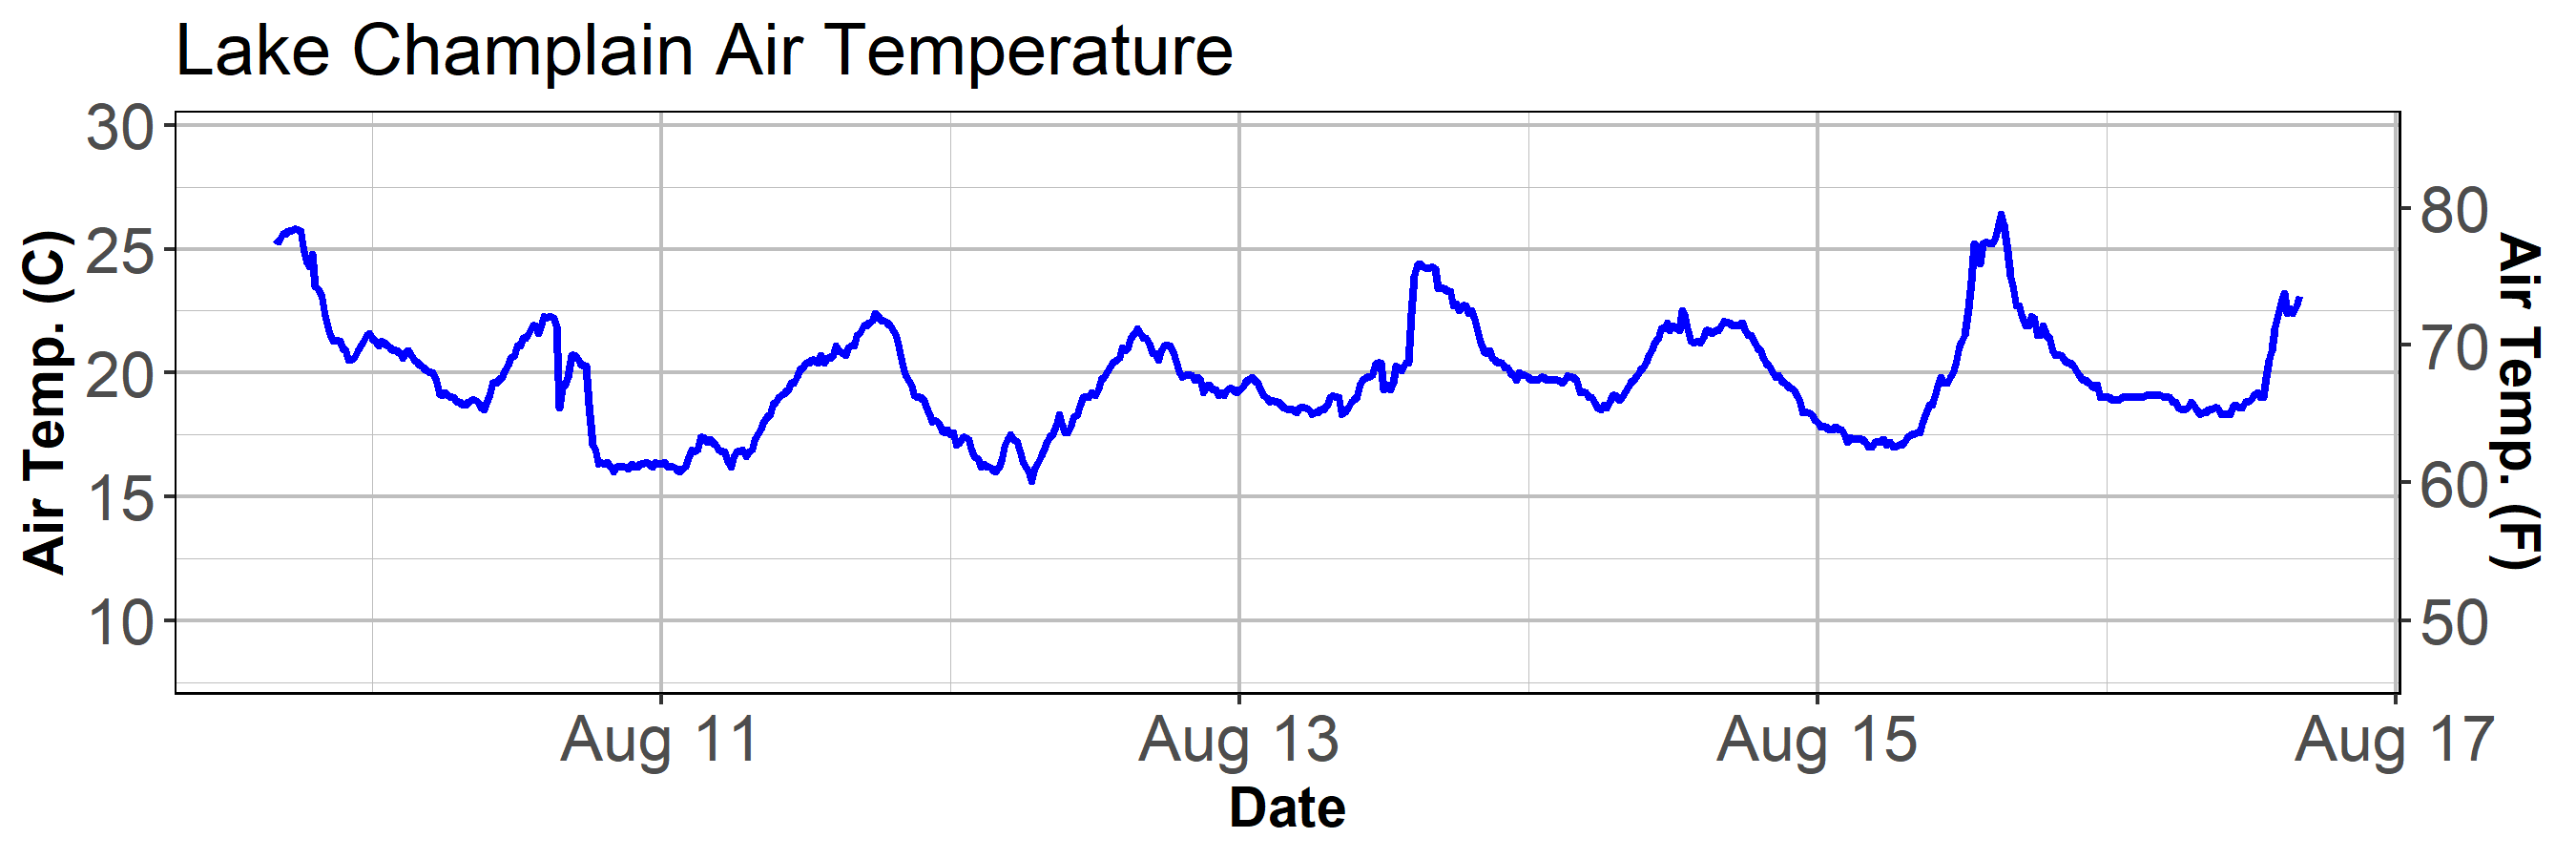 Lake Champlain Air Temperature
Air Temp. (C)
30
25
20
15
10
80
70
60
50
Air Temp. (F)
Aug 11 Aug 13 Aug 15 Aug 17
Date